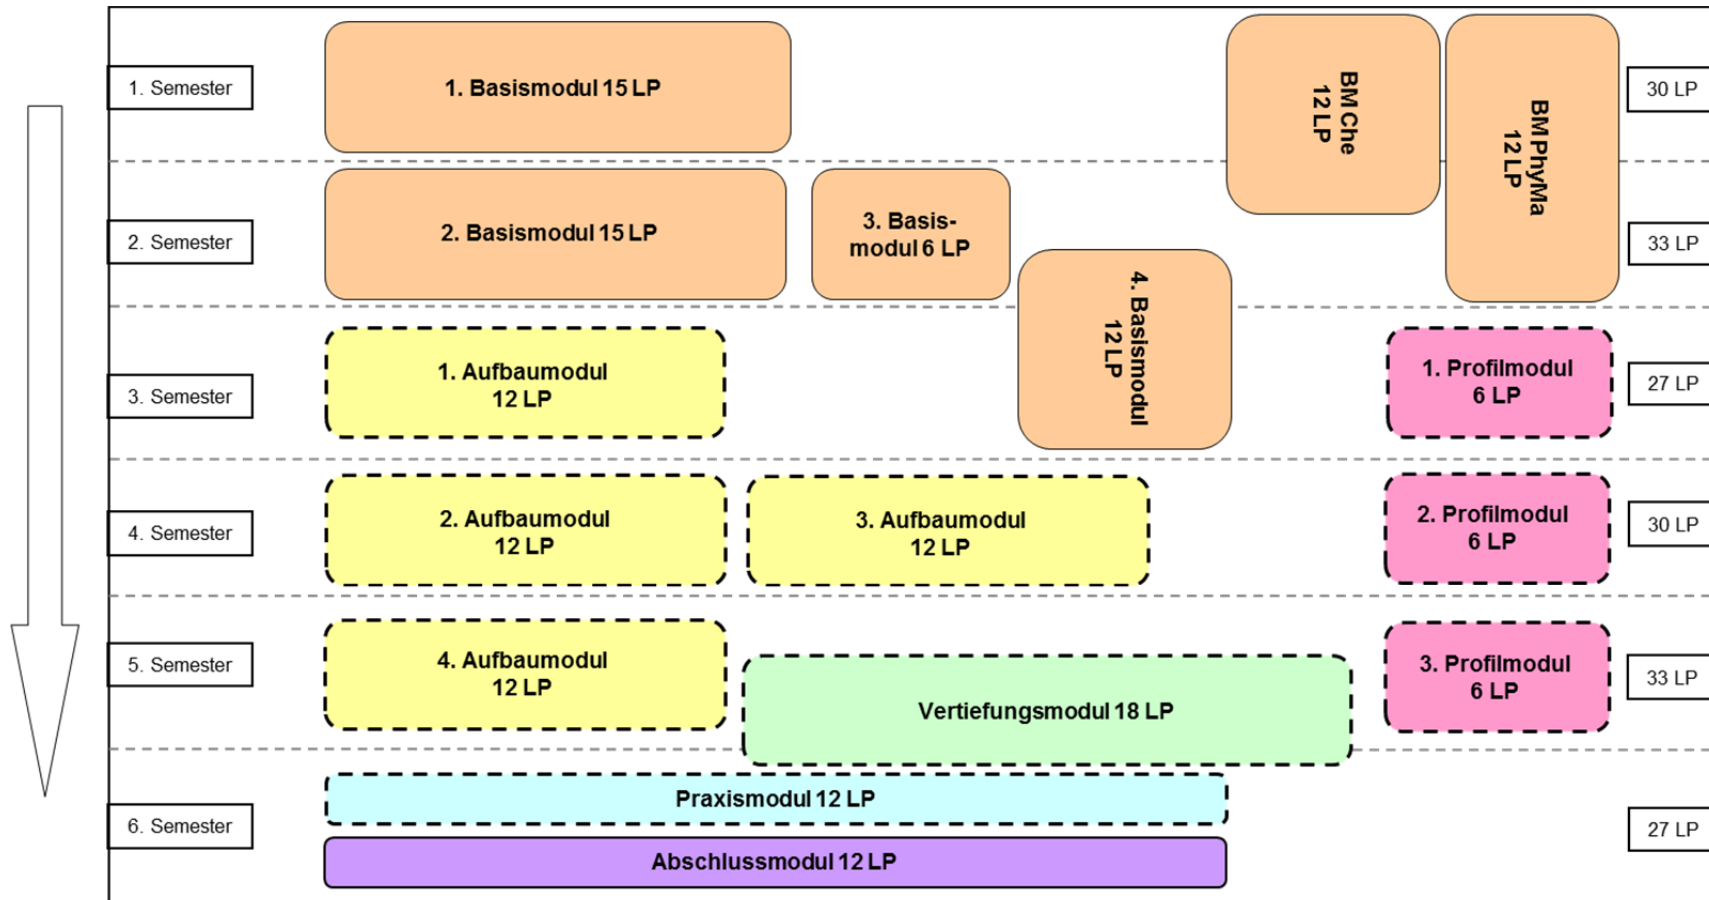 1. Semester
1. Basismodul 15 LP
BM Che
12 LP
BM PhyMa
12 LP
30 LP
2. Semester
2. Basismodul 15 LP
3. Basis-
modul 6 LP
4. Basismodul
12 LP
33 LP
3. Semester
1. Aufbaumodul
12 LP
1. Profilmodul
6 LP
27 LP
4. Semester
2. Aufbaumodul
12 LP
3. Aufbaumodul
12 LP
2. Profilmodul
6 LP
30 LP
5. Semester
4. Aufbaumodul
12 LP
Vertiefungsmodul 18 LP
3. Profilmodul
6 LP
33 LP
6. Semester
Praxismodul 12 LP
Abschlussmodul 12 LP
27 LP